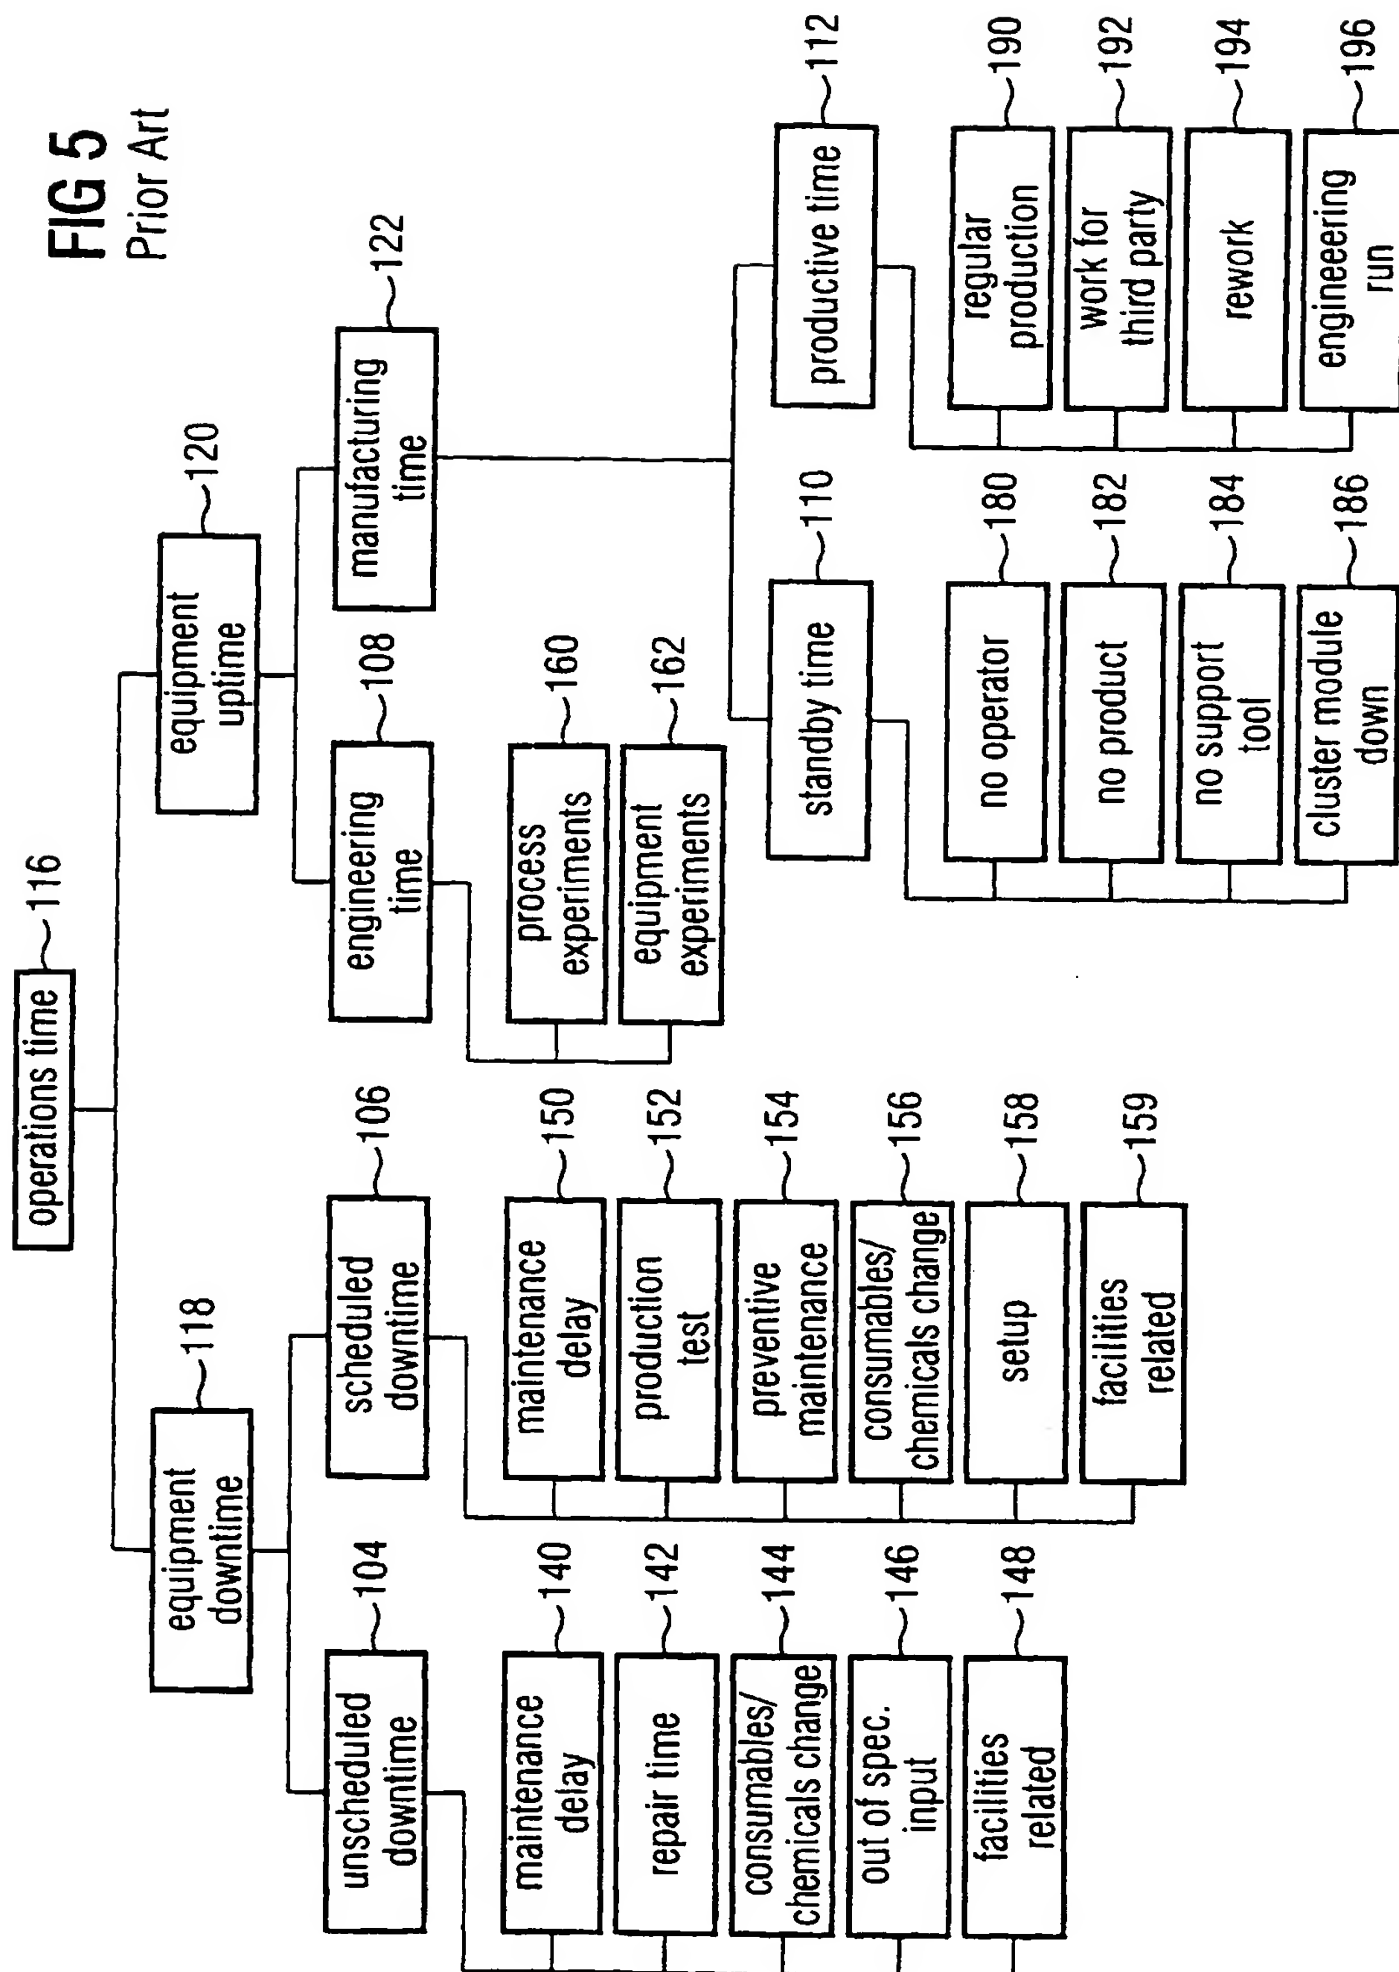 FIG 5
Prior Art
operations time
116
equipment
downtime
118
equipment
uptime
120
unscheduled
downtime
104
scheduled
downtime
106
engineering
time
108
manufacturing
time
122
maintenance
delay
140
repair time
142
consumables/
chemicals change
144
out of spec.
input
146
facilities
related
148
maintenance
delay
150
production
test
152
preventive
maintenance
154
consumables/
chemicals change
156
setup
158
facilities
related
159
process
experiments
160
equipment
experiments
162
standby time
110
productive time
112
no operator
180
no product
182
no support
tool
184
cluster module
down
186
regular
production
190
work for
third party
192
rework
194
engineeering
run
196